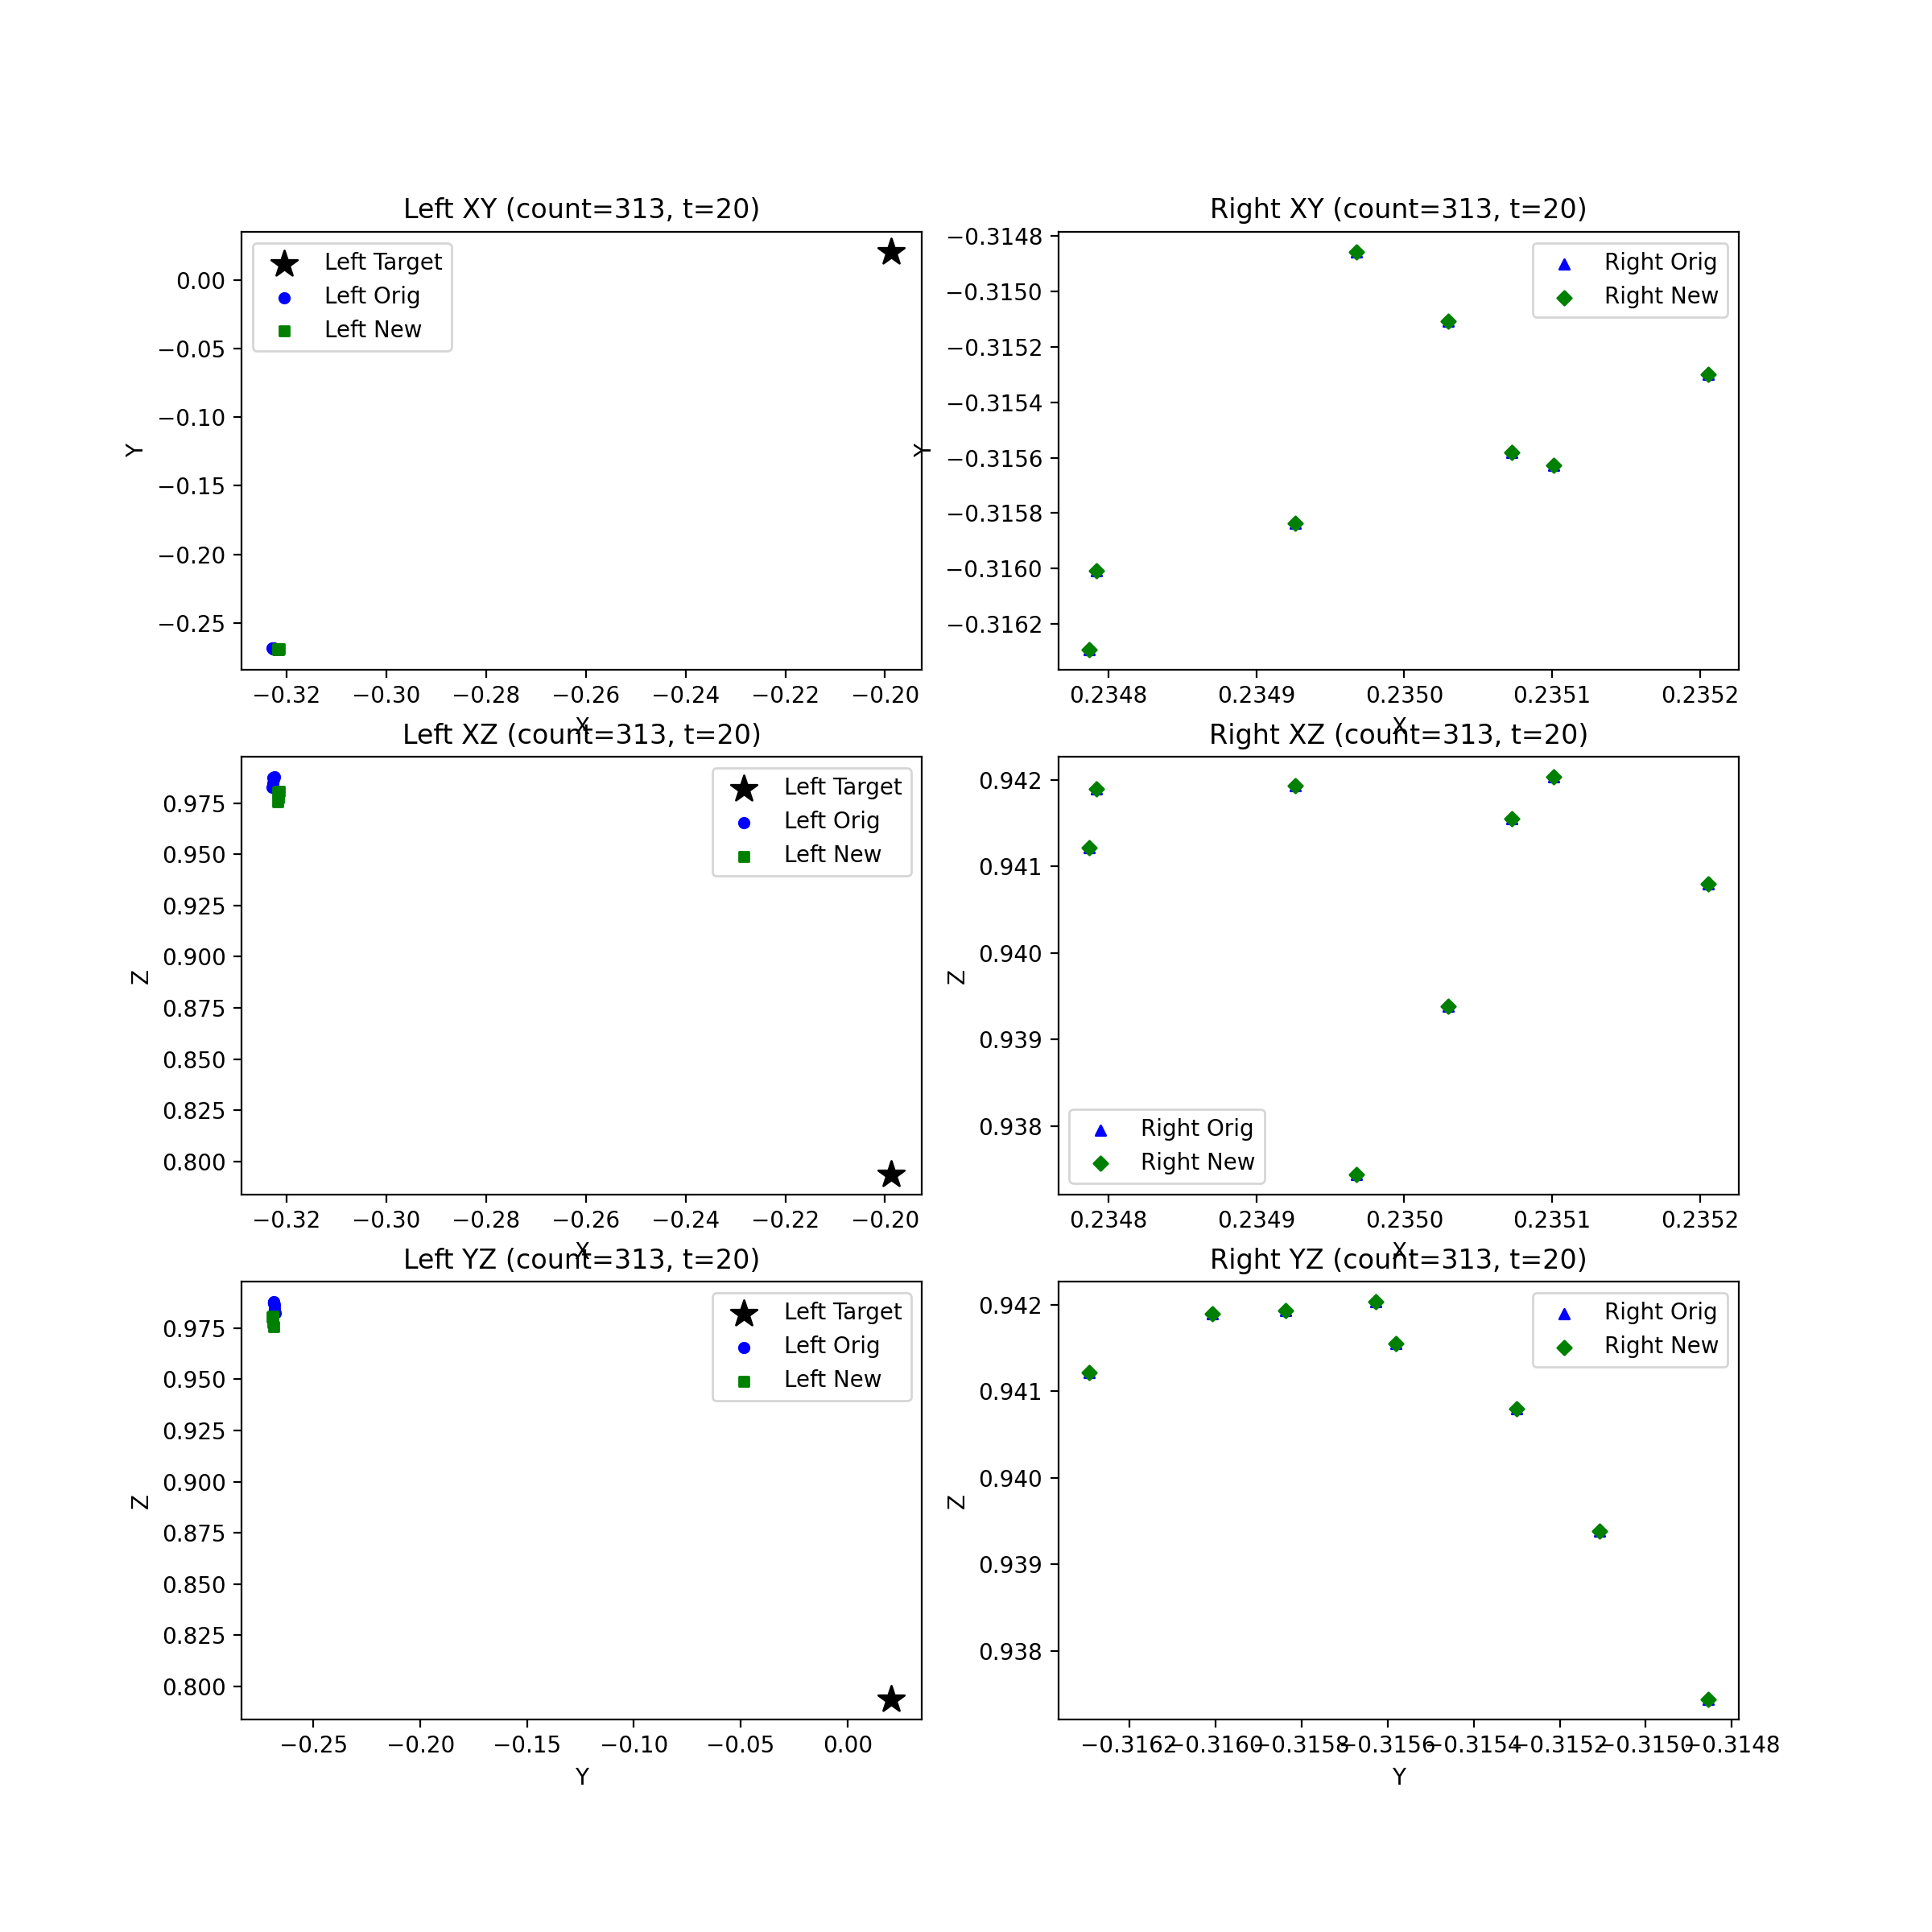 Left XY (count=313, t=20)
Left Target
Left Orig
Left New
0.00
−0.05
−0.10
−0.15
−0.20
−0.25
Y
−0.32 −0.30 −0.28 −0.26 −0.24 −0.22 −0.20
X
Right XY (count=313, t=20)
Right Orig
Right New
−0.3148
−0.3150
−0.3152
−0.3154
−0.3156
−0.3158
−0.3160
−0.3162
Y
0.2348 0.2349 0.2350 0.2351 0.2352
X
Left XZ (count=313, t=20)
Left Target
Left Orig
Left New
0.975
0.950
0.925
0.900
0.875
0.850
0.825
0.800
Z
−0.32 −0.30 −0.28 −0.26 −0.24 −0.22 −0.20
X
Right XZ (count=313, t=20)
0.942
0.941
0.940
0.939
0.938
Z
Right Orig
Right New
0.2348 0.2349 0.2350 0.2351 0.2352
X
Left YZ (count=313, t=20)
Left Target
Left Orig
Left New
0.975
0.950
0.925
0.900
0.875
0.850
0.825
0.800
Z
−0.25 −0.20 −0.15 −0.10 −0.05 0.00
Y
Right YZ (count=313, t=20)
Right Orig
Right New
0.942
0.941
0.940
0.939
0.938
Z
−0.3162 −0.3160 −0.3158 −0.3156 −0.3154 −0.3152 −0.3150 −0.3148
Y